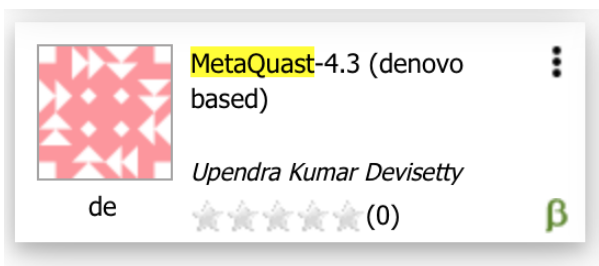 MetaQuast-4.3 (denovo
based)
Upendra Kumar Devisetty
de
(0)
β